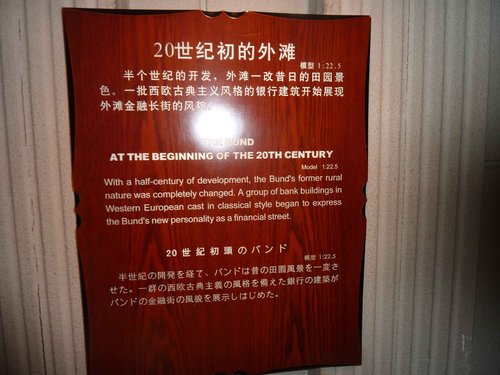 20世纪初的外滩
模型 1:22.5
半个世纪的开发，外滩一改昔日的田园景
色。一批西欧古典主义风格的银行建筑开始展现
外滩金融长街的风貌。
THE BUND
AT THE BEGINNING OF THE 20TH CENTURY
Model 1:22.5
With a half-century of development, the Bund's former rural
nature was completely changed. A group of bank buildings in
Western European cast in classical style began to express
the Bund's new personality as a financial street.
20世紀初頭のバンド
模型 1:22.5
半世紀の開発を経て、バンドは昔の田園風景を一変さ
せた。一群の西欧古典主義の風格を備えた銀行の建築が
バンドの金融街の風貌を展示しはじめた。